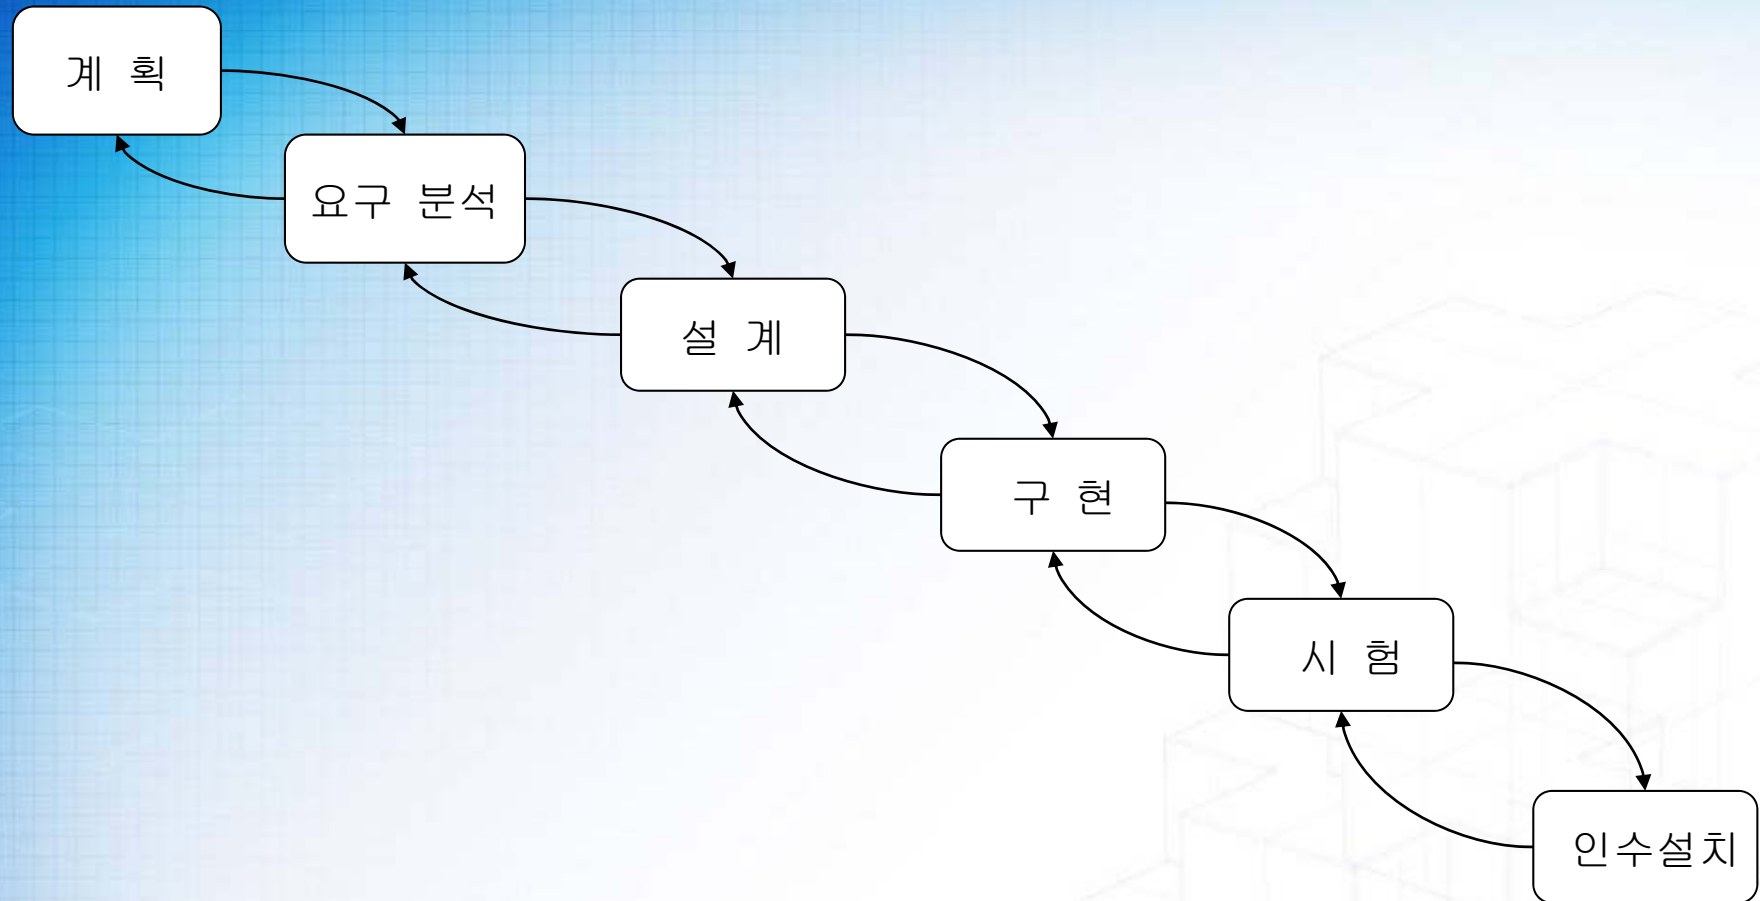 계 획
요구 분석
설 계
구 현
시 험
인수설치